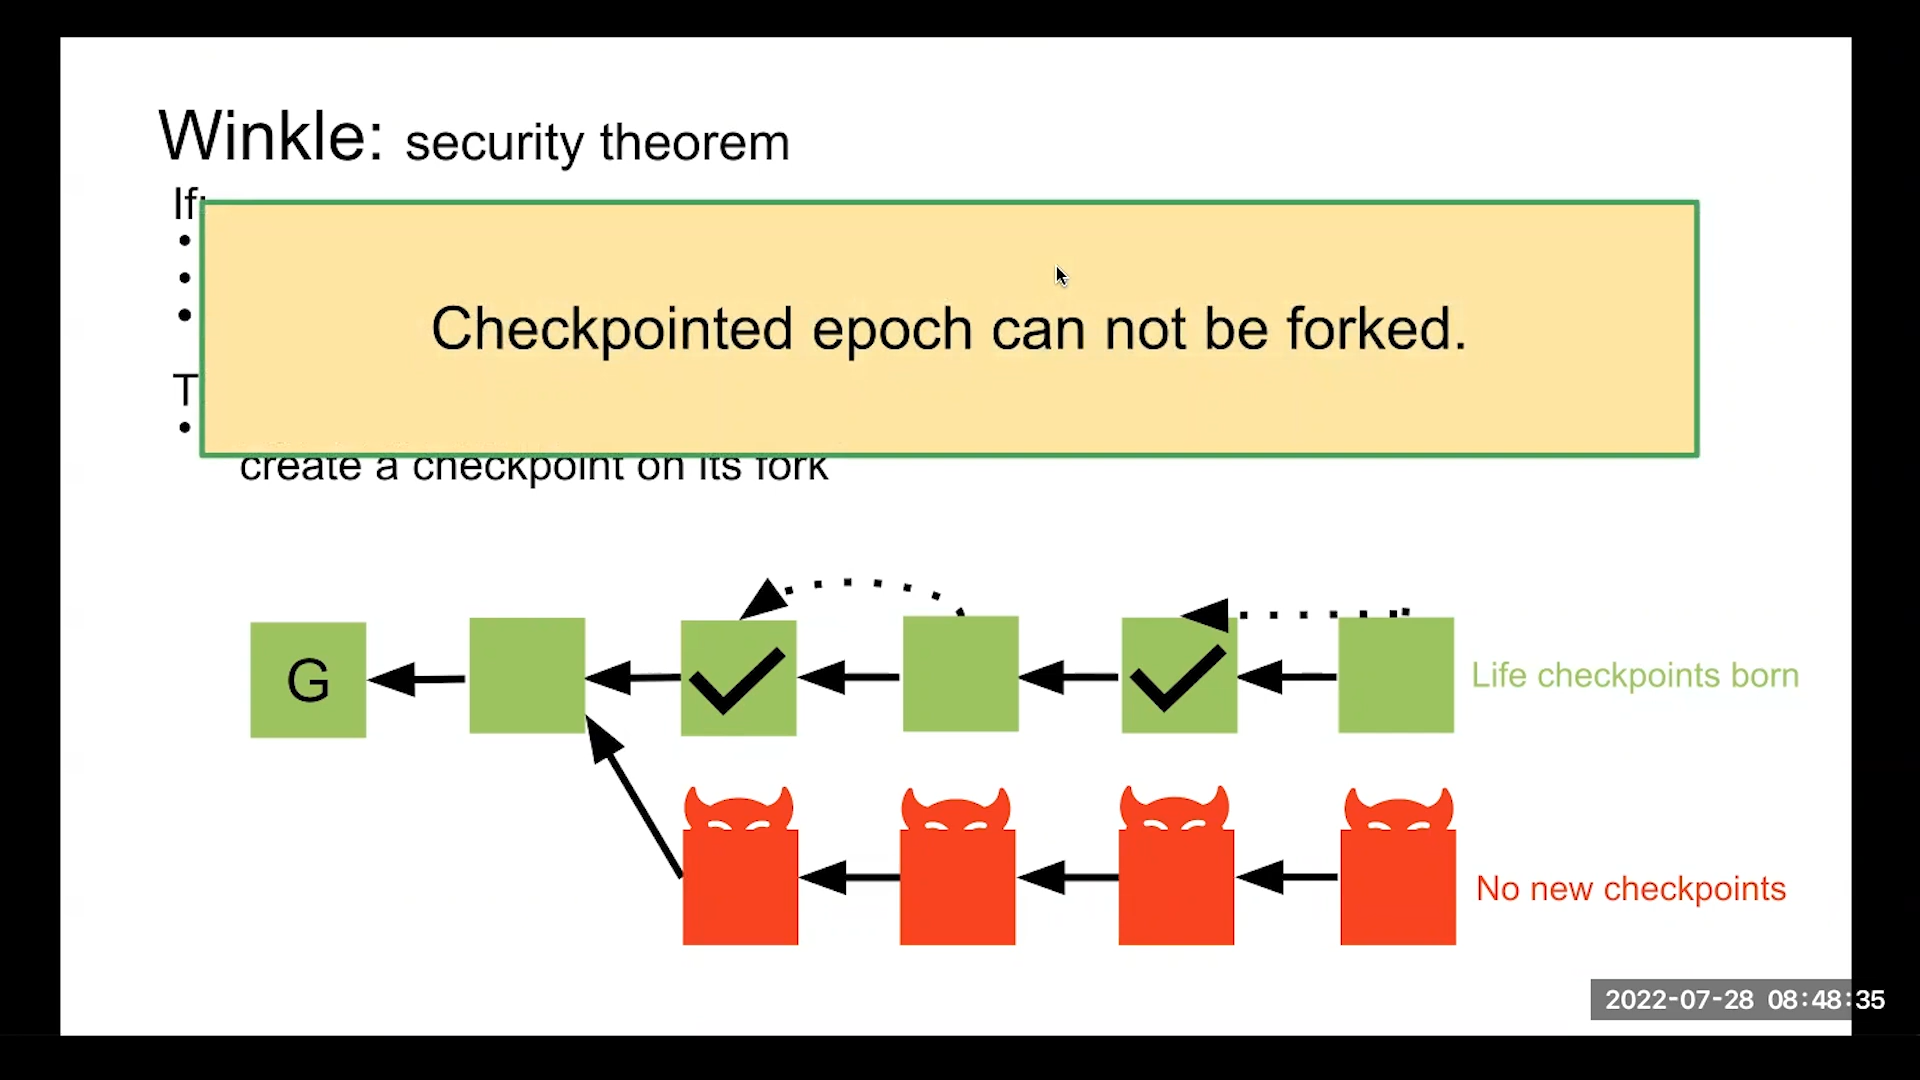 Winkle: security theorem
If:
Checkpointed epoch can not be forked.
T
create a checkpoint on its fork
G
Life checkpoints born
No new checkpoints
2022-07-28 08:48:35